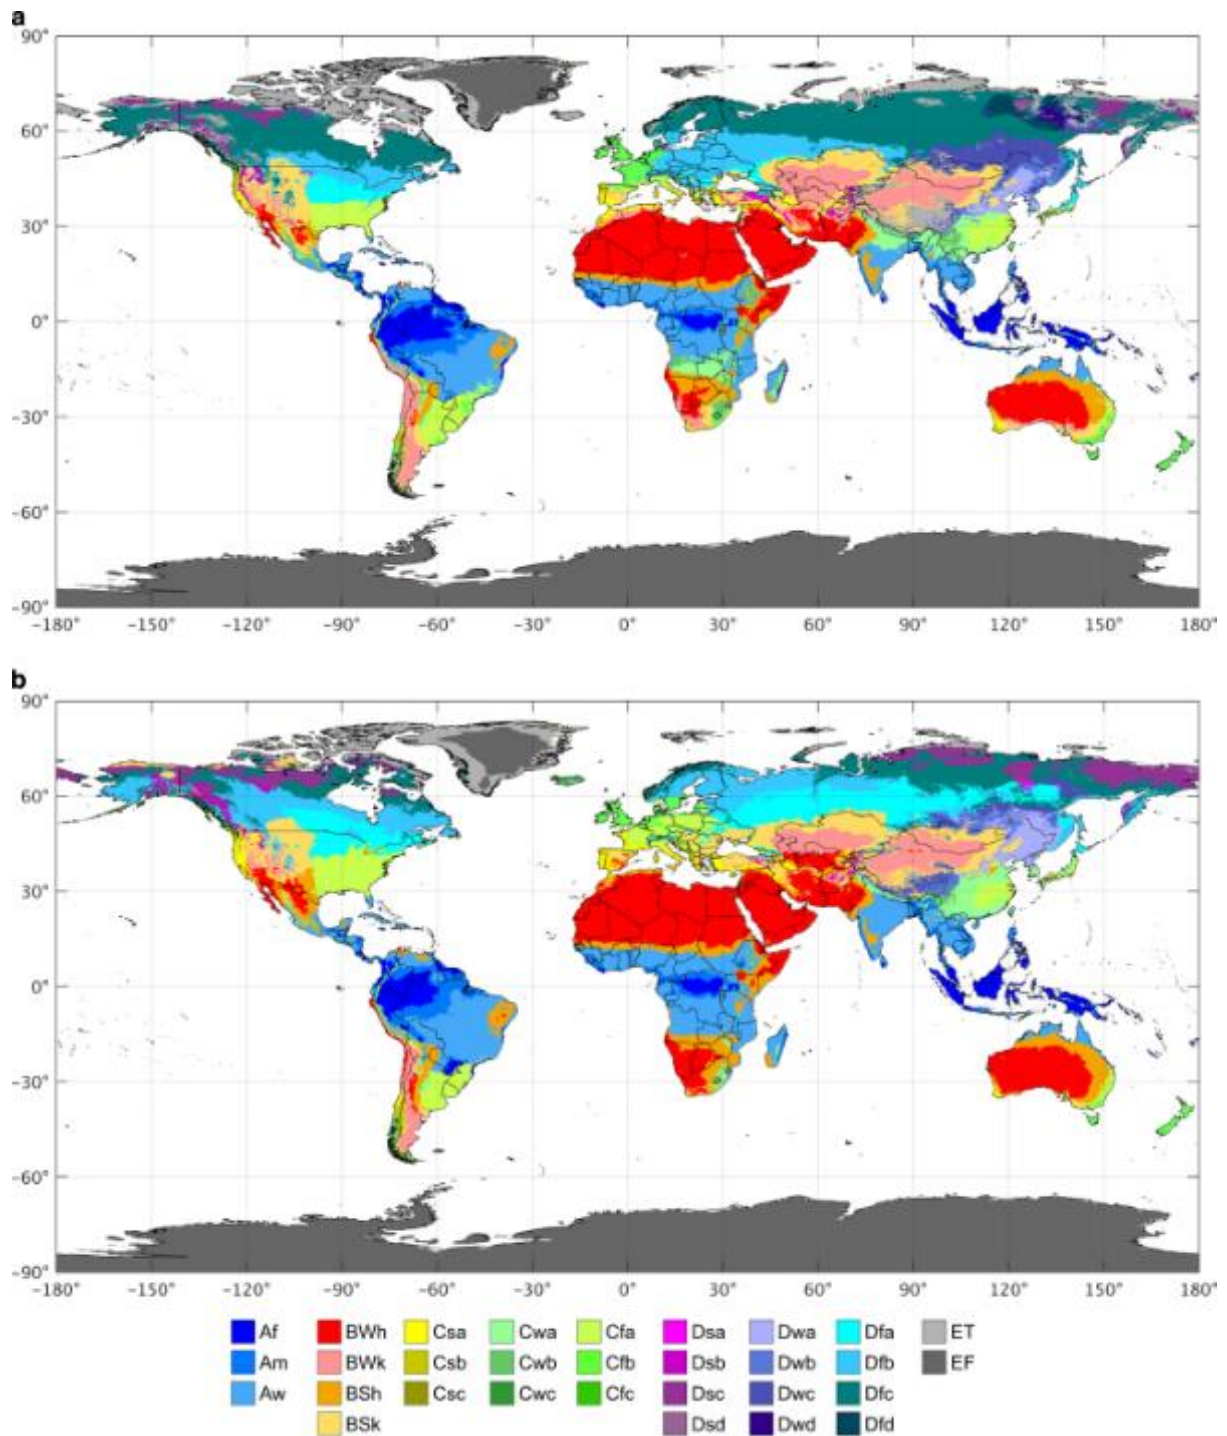 a
90°
60°
30°
0°
−30°
−60°
−90°
−180° −150° −120° −90° −60° −30° 0° 30° 60° 90° 120° 150° 180°
b
90°
60°
30°
0°
−30°
−60°
−90°
−180° −150° −120° −90° −60° −30° 0° 30° 60° 90° 120° 150° 180°
Af BWh Csa Cwa Cfa Dsa Dwa Dfa ET
Am BWk Csb Cwb Cfb Dsb Dwb Dfb EF
Aw BSh Csc Cwc Cfc Dsc Dwc Dfc
BSk Dsd Dwd Dfd